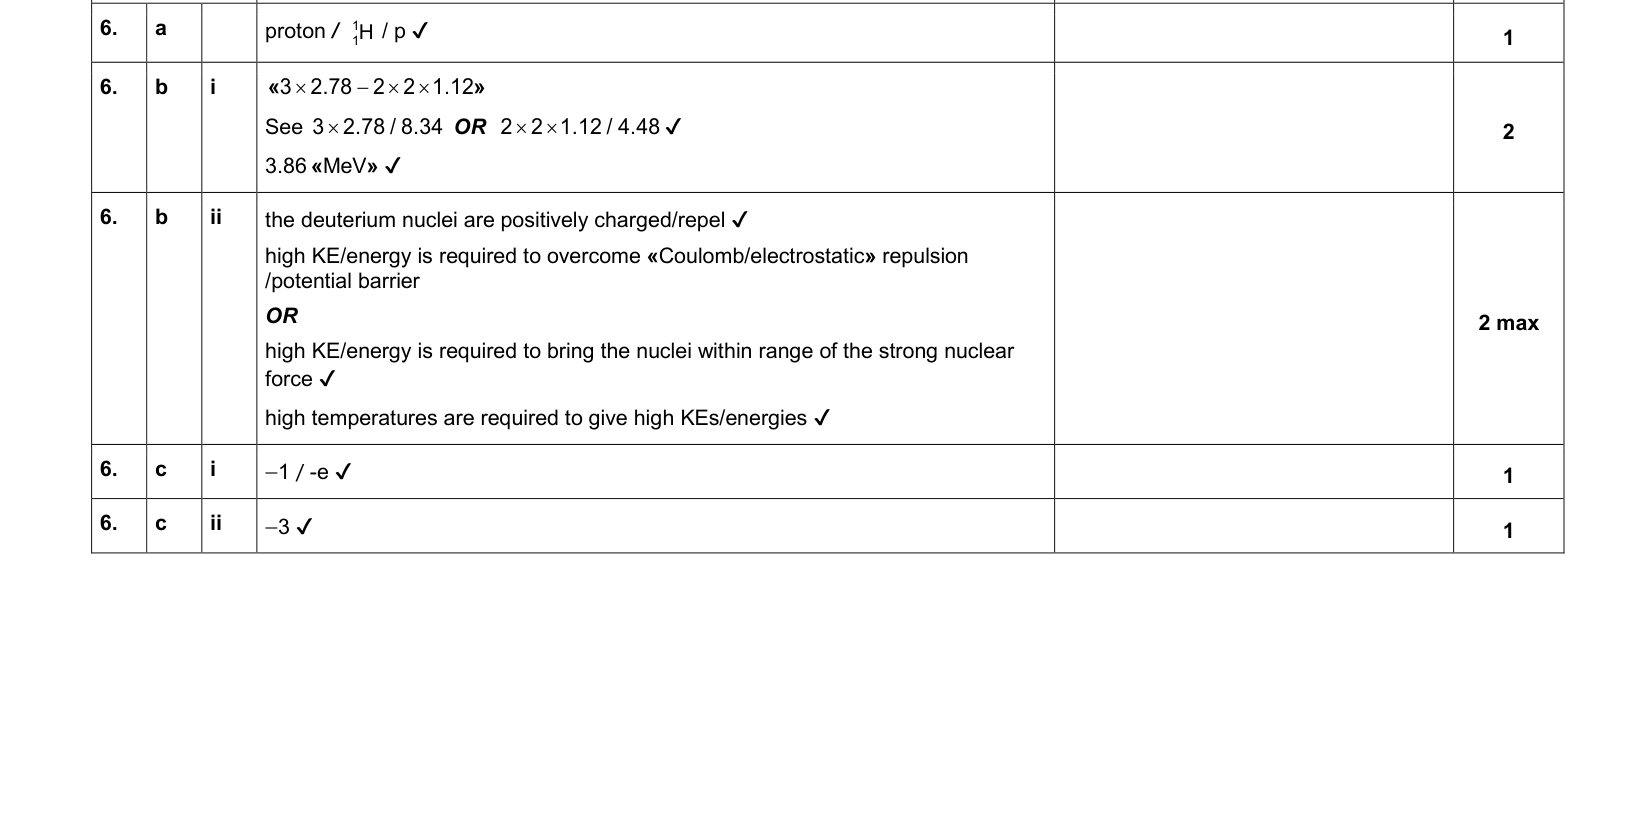 6. a proton / ¹₁H / p ✓ 1
6. b i «3 × 2.78 – 2 × 2 × 1.12»
See 3 × 2.78 / 8.34 OR 2 × 2 × 1.12 / 4.48 ✓ 2
3.86 «MeV» ✓
6. b ii the deuterium nuclei are positively charged/repel ✓
high KE/energy is required to overcome «Coulomb/electrostatic» repulsion
/potential barrier
OR 2 max
high KE/energy is required to bring the nuclei within range of the strong nuclear
force ✓
high temperatures are required to give high KEs/energies ✓
6. c i –1 / -e ✓ 1
6. c ii –3 ✓ 1